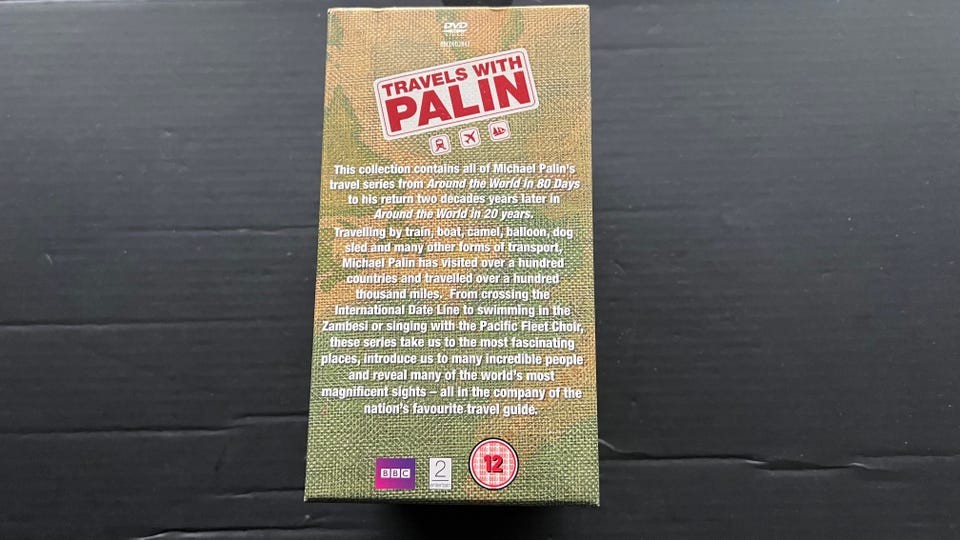 DVD
TRAVELS WITH
PALIN
This collection contains all of Michael Palin's
travel series from Around the World in 80 Days
to his return two decades years later in
Around the World in 20 years.
Travelling by train, boat, camel, balloon, dog
sled and many other forms of transport,
Michael Palin has visited over a hundred
countries and travelled over a hundred
thousand miles. From crossing the
International Date Line to swimming in the
Zambesi or singing with the Pacific Fleet Choir,
these series take us to the most fascinating
places, introduce us to many incredible people
and reveal many of the world's most
magnificent sights – all in the company of the
nation's favourite travel guide.
BBC
2
entertain
12